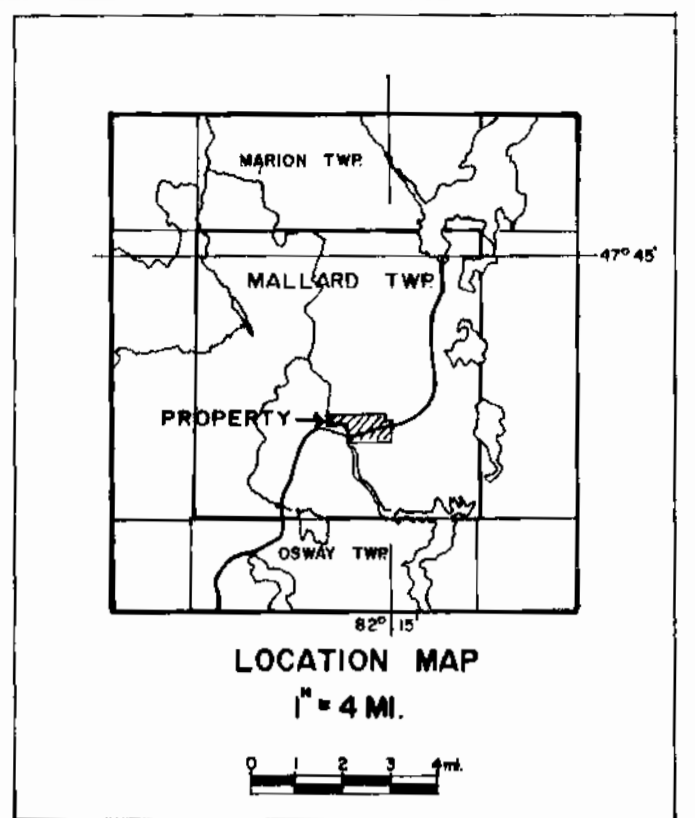 MARION TWP.
47° 45'
MALLARD TWP.
PROPERTY
OSWAY TWP.
82° 15'
LOCATION MAP
1" = 4 MI.
0 1 2 3 4 mi.